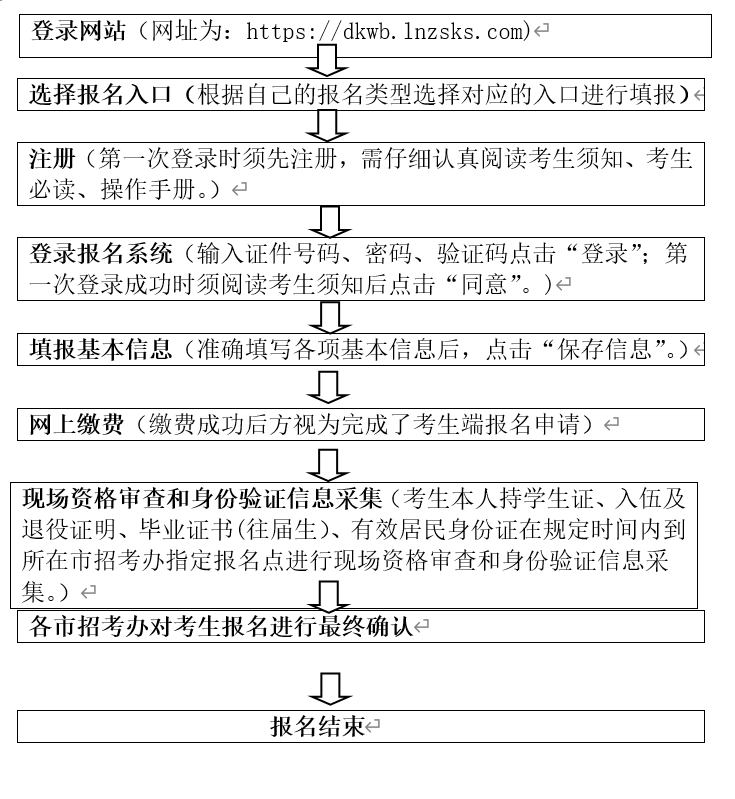 登录网站（网址为：https://dkwb.lnzsks.com)
选择报名入口（根据自己的报名类型选择对应的入口进行填报)
注册（第一次登录时须先注册，需仔细认真阅读考生须知、考生
必读、操作手册。）
登录报名系统（输入证件号码、密码、验证码点击“登录”；第
一次登录成功时须阅读考生须知后点击“同意”。)
填报基本信息（准确填写各项基本信息后，点击“保存信息”。）
网上缴费（缴费成功后方视为完成了考生端报名申请）
现场资格审查和身份验证信息采集（考生本人持学生证、入伍及
退役证明、毕业证书(往届生)、有效居民身份证在规定时间内到
所在市招考办指定报名点进行现场资格审查和身份验证信息采
集。）
各市招考办对考生报名进行最终确认
报名结束